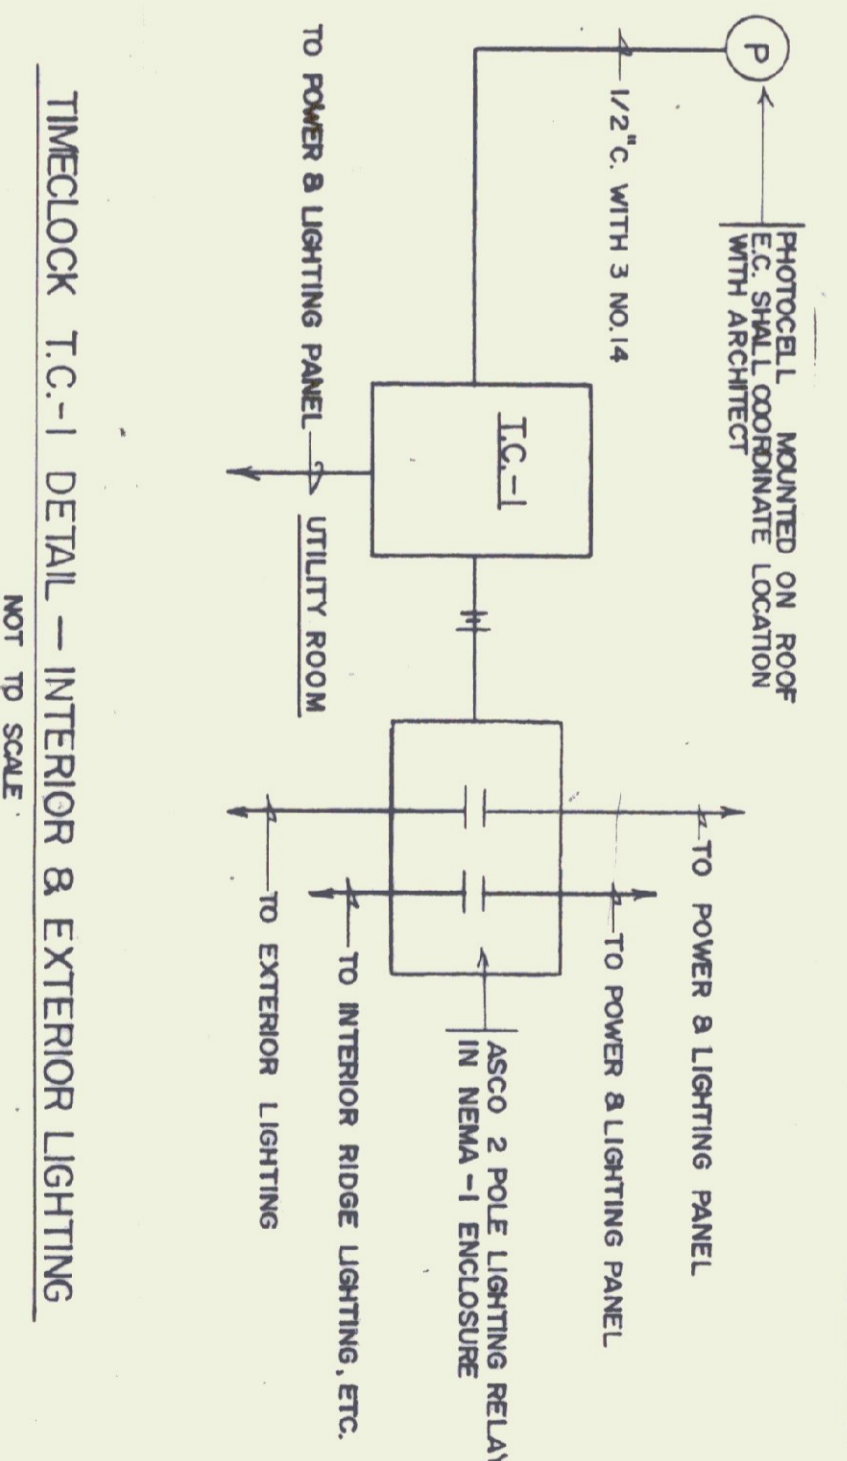 P
PHOTOCELL MOUNTED ON ROOF
E.C. SHALL COORDINATE LOCATION
WITH ARCHITECT
1/2"C. WITH 3 NO.14
TO POWER & LIGHTING PANEL
TO POWER & LIGHTING PANEL
T.C.-1
ASCO 2 POLE LIGHTING RELAY
IN NEMA-1 ENCLOSURE
TO POWER & LIGHTING PANEL
UTILITY ROOM
TO INTERIOR RIDGE LIGHTING, ETC.
TO EXTERIOR LIGHTING
TIMECLOCK T.C.-1 DETAIL — INTERIOR & EXTERIOR LIGHTING
NOT TO SCALE